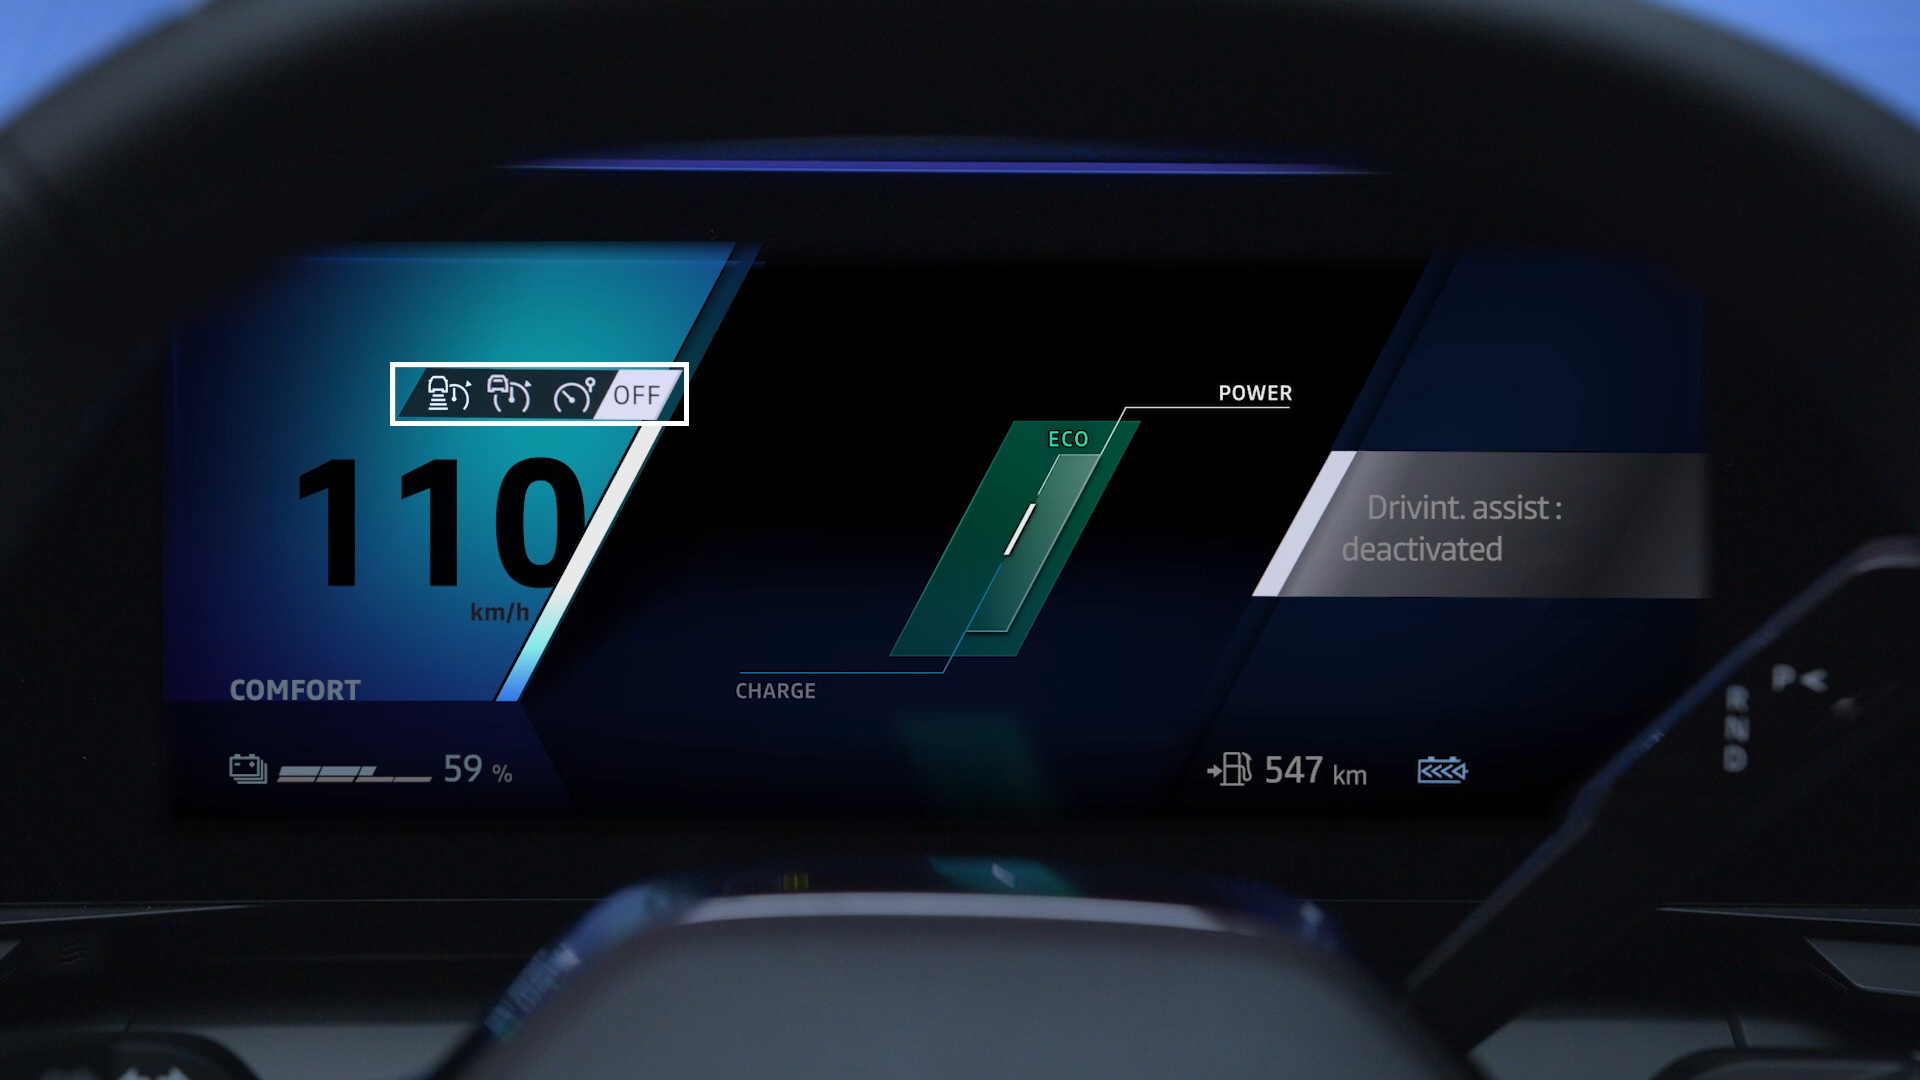 OFF
110
km/h
COMFORT
59 %
POWER
ECO
CHARGE
Drivint. assist :
deactivated
547 km
P
R
N
D